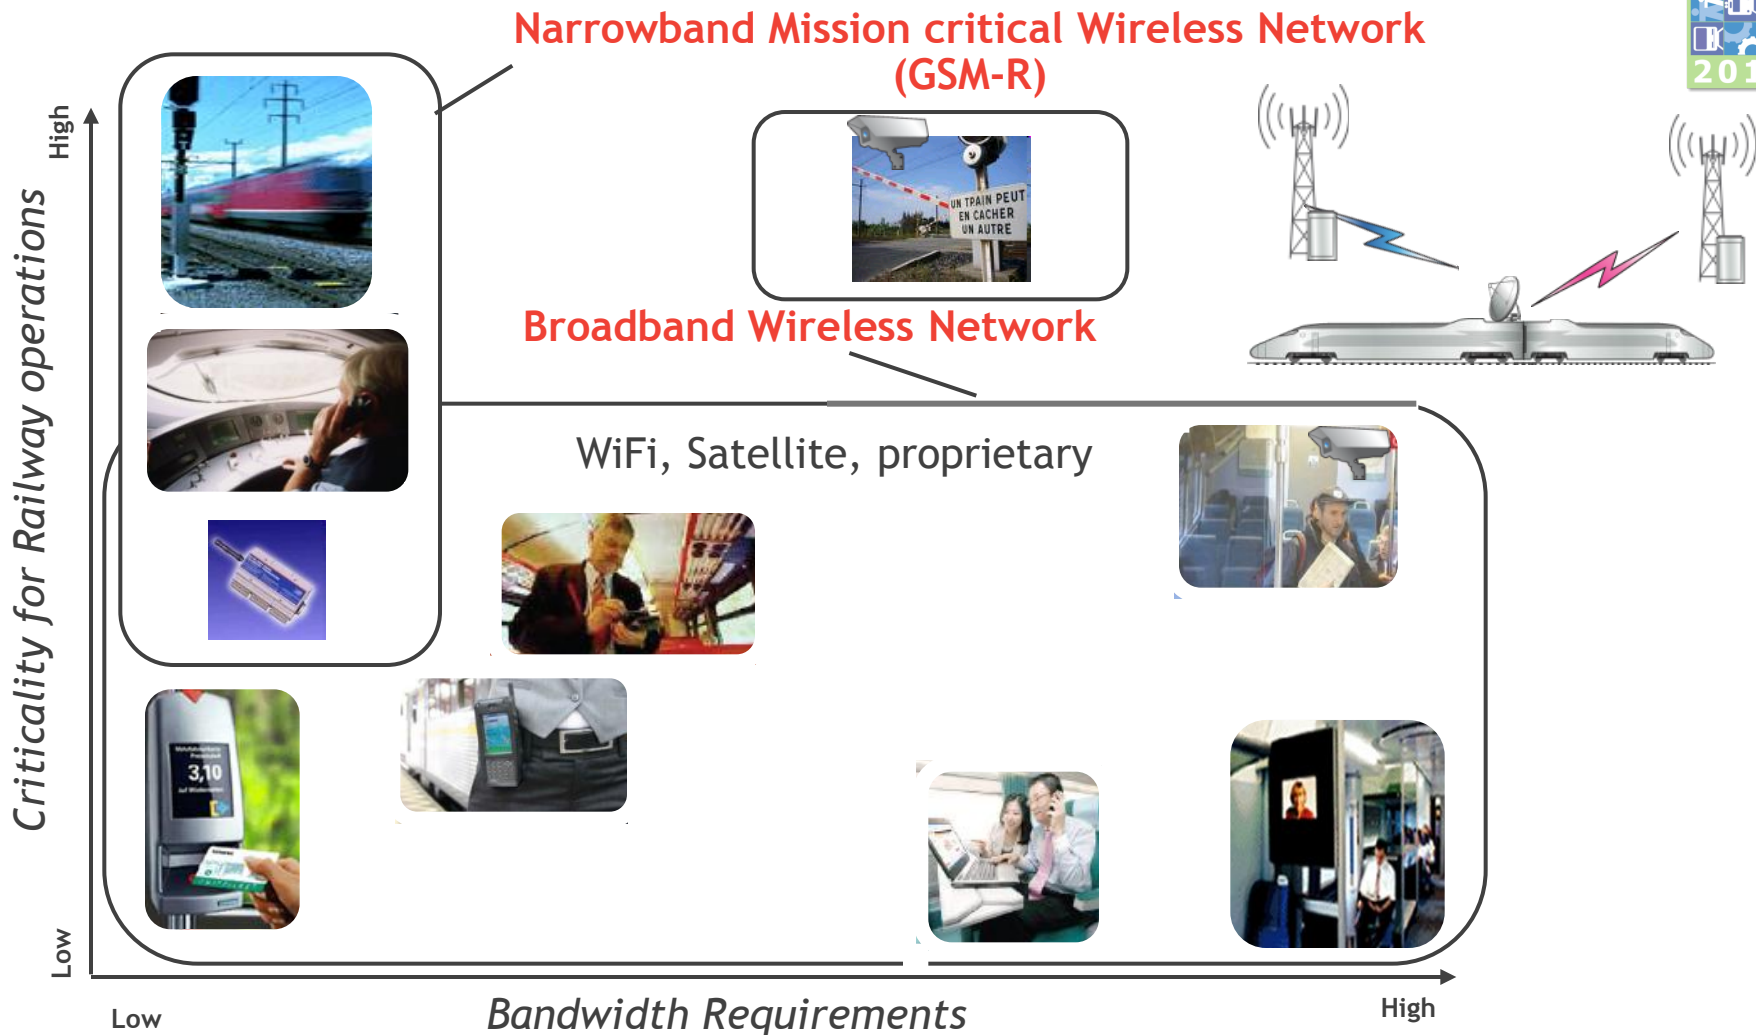 Narrowband Mission critical Wireless Network
(GSM-R)
201
High
UN TRAIN PEUT
EN CACHER
UN AUTRE
Broadband Wireless Network
Criticality for Railway operations
WiFi, Satellite, proprietary
3,10
Low
Low
Bandwidth Requirements
High